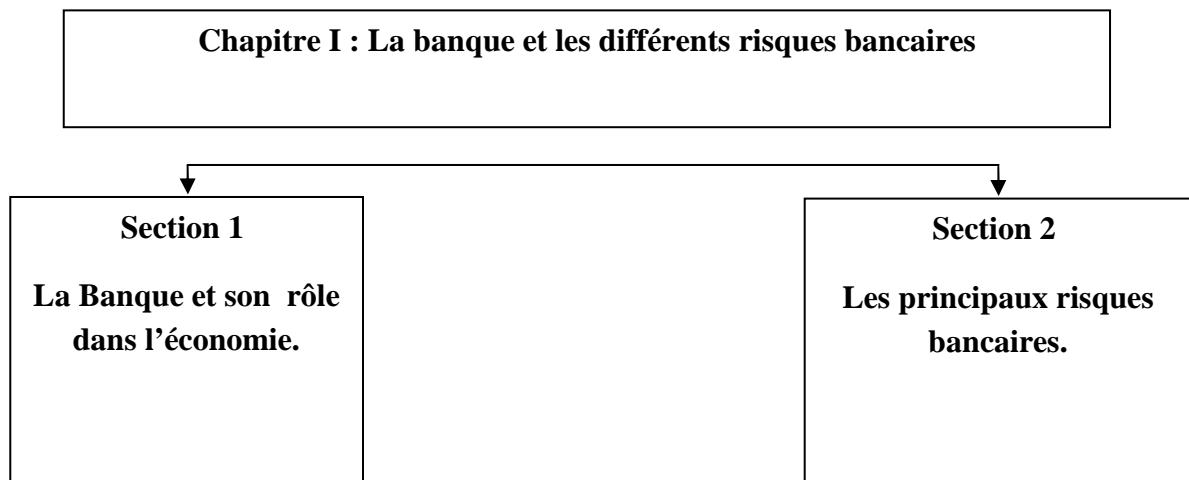 Chapitre I : La banque et les différents risques bancaires
Section 1
La Banque et son rôle
dans l’économie.
Section 2
Les principaux risques
bancaires.